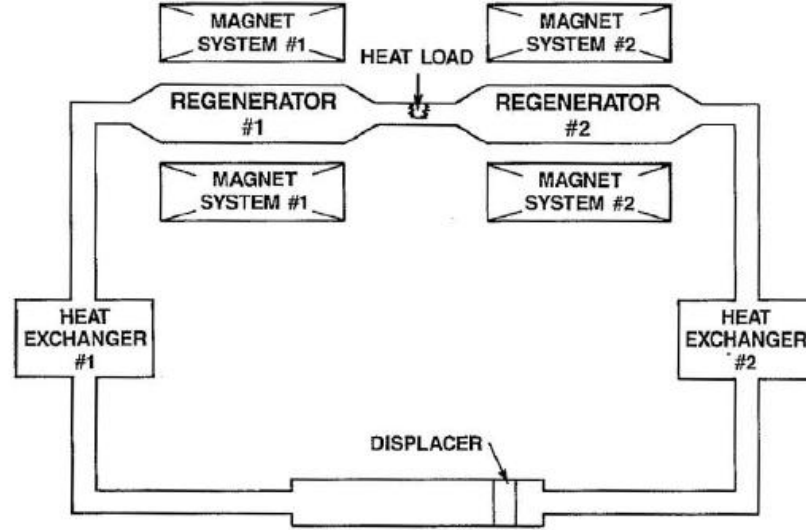 MAGNET
SYSTEM #1
MAGNET
SYSTEM #2
HEAT LOAD
REGENERATOR
#1
REGENERATOR
#2
MAGNET
SYSTEM #1
MAGNET
SYSTEM #2
HEAT
EXCHANGER
#1
HEAT
EXCHANGER
#2
DISPLACER